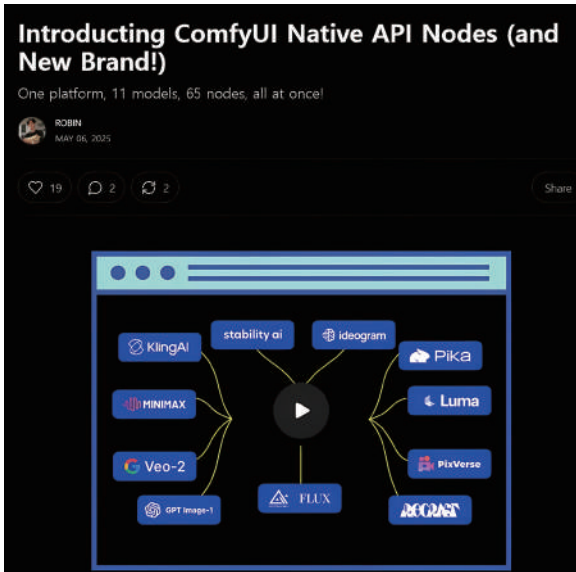 Introducting ComfyUI Native API Nodes (and
New Brand!)
One platform, 11 models, 65 nodes, all at once!
ROBIN
MAY 06, 2025
19
2
2
Share
stability ai
ideogram
KlingAI
Pika
MINIMAX
Luma
Veo-2
PixVerse
GPT Image-1
FLUX
RECRAFT